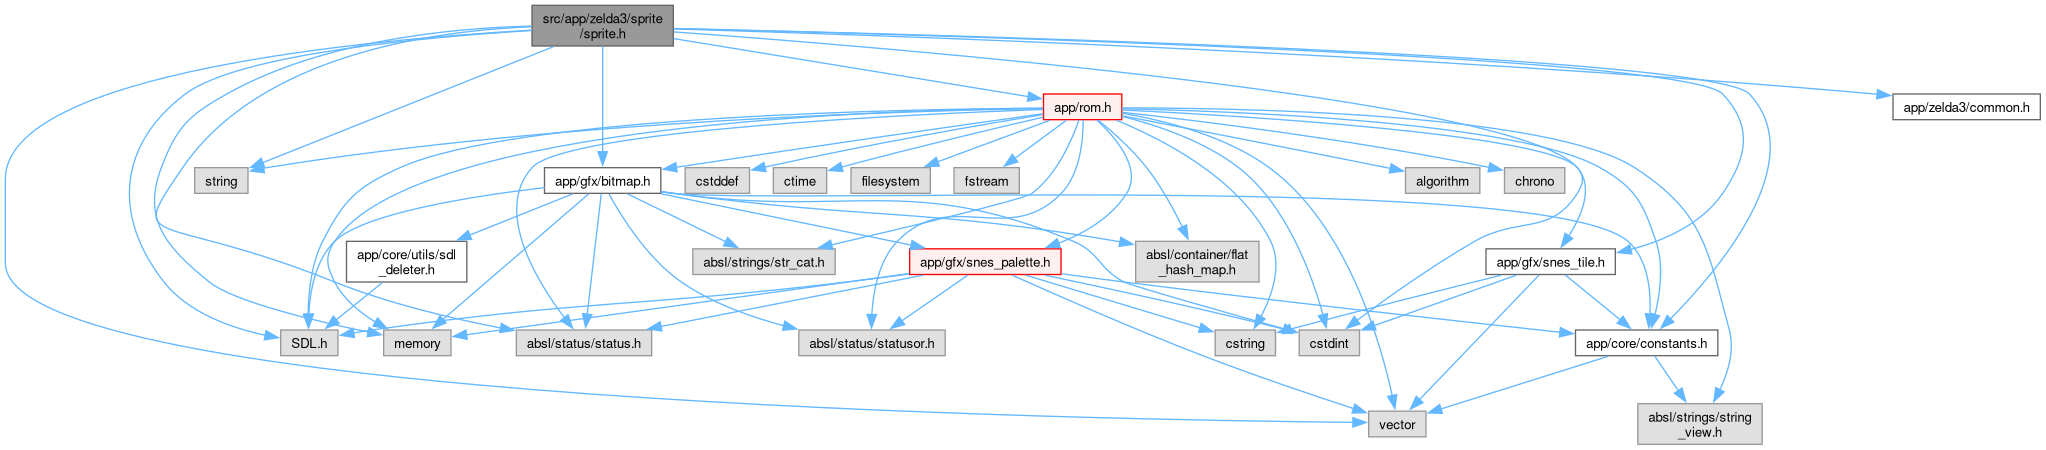 src/app/zelda3/sprite
/sprite.h
app/rom.h
app/zelda3/common.h
string
app/gfx/bitmap.h
cstddef
ctime
filesystem
fstream
algorithm
chrono
app/core/utils/sdl
_deleter.h
absl/strings/str_cat.h
app/gfx/snes_palette.h
absl/container/flat
_hash_map.h
app/gfx/snes_tile.h
SDL.h
memory
absl/status/status.h
absl/status/statusor.h
cstring
cstdint
app/core/constants.h
vector
absl/strings/string
_view.h